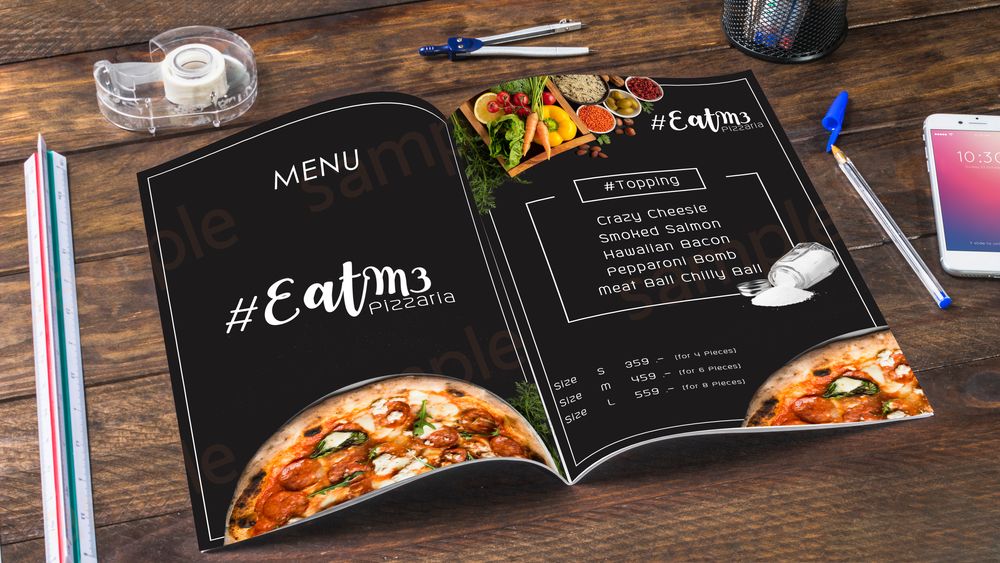 MENU
#EatM3
Pizzaria
#EatM3
Pizzaria
#Topping
Crazy Cheesie
Smoked Salmon
Hawaiian Bacon
Pepparoni Bomb
Meat Ball Chilly Ball
Size S 359 .- (for 4 Pieces)
Size M 459 .- (for 6 Pieces)
Size L 559 .- (for 8 Pieces)
sample
sample
sample
sample
10:30